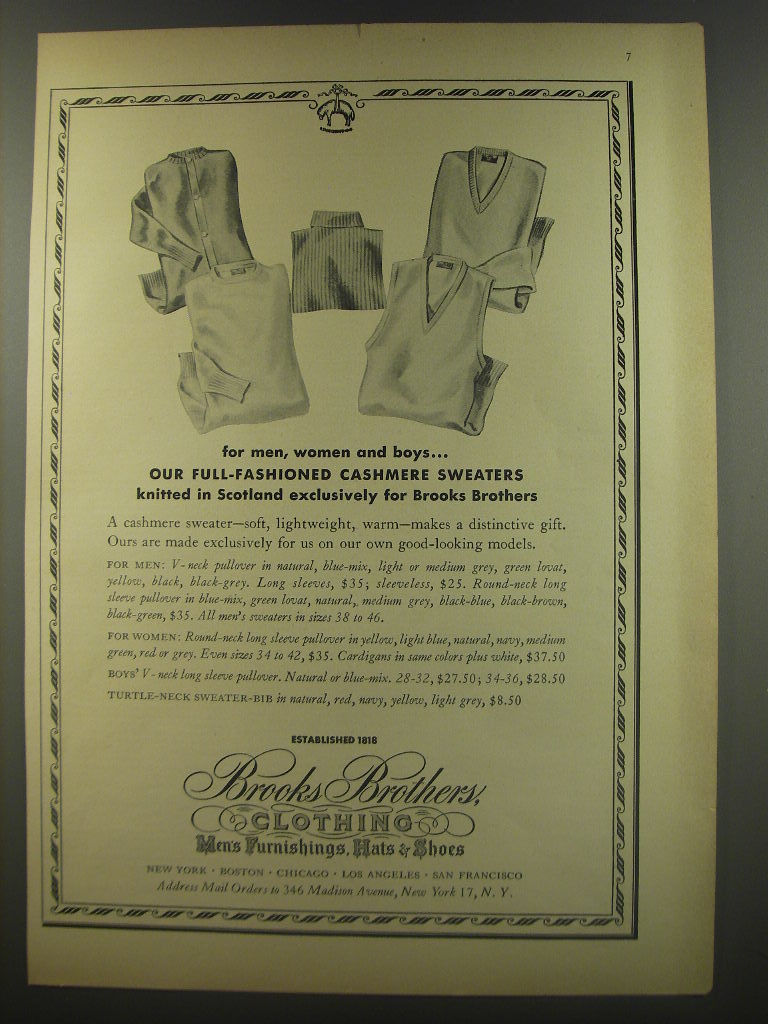 7
for men, women and boys...
OUR FULL-FASHIONED CASHMERE SWEATERS
knitted in Scotland exclusively for Brooks Brothers
A cashmere sweater—soft, lightweight, warm—makes a distinctive gift.
Ours are made exclusively for us on our own good-looking models.
FOR MEN: V-neck pullover in natural, blue-mix, light or medium grey, green lovat,
yellow, black, black-grey. Long sleeves, $35; sleeveless, $25. Round-neck long
sleeve pullover in blue-mix, green lovat, natural, medium grey, black-blue, black-brown,
black-green, $35. All men's sweaters in sizes 38 to 46.
FOR WOMEN: Round-neck long sleeve pullover in yellow, light blue, natural, navy, medium
green, red or grey. Even sizes 34 to 42, $35. Cardigans in same colors plus white, $37.50
BOYS' V-neck long sleeve pullover. Natural or blue-mix. 28-32, $27.50; 34-36, $28.50
TURTLE-NECK SWEATER-BIB in natural, red, navy, yellow, light grey, $8.50
ESTABLISHED 1818
Brooks Brothers,
CLOTHING
Men's Furnishings, Hats & Shoes
NEW YORK · BOSTON · CHICAGO · LOS ANGELES · SAN FRANCISCO
Address Mail Orders to 346 Madison Avenue, New York 17, N. Y.